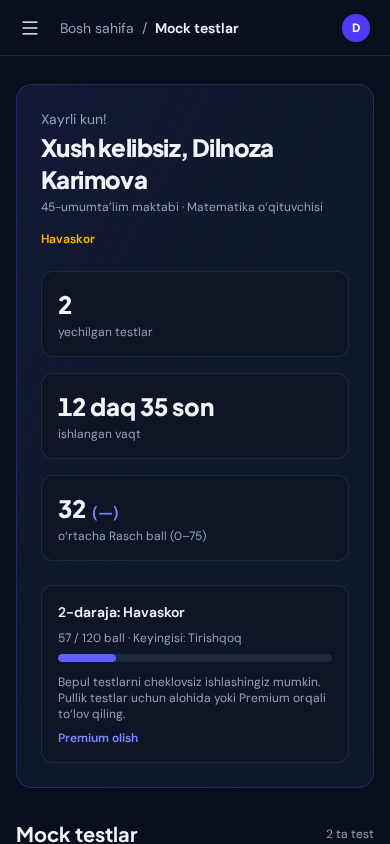 Bosh sahifa / Mock testlar
D
Xayrli kun!
Xush kelibsiz, Dilnoza
Karimova
45-umumta’lim maktabi · Matematika o‘qituvchisi
Havaskor
2
yechilgan testlar
12 daq 35 son
ishlangan vaqt
32 (—)
o‘rtacha Rasch ball (0–75)
2-daraja: Havaskor
57 / 120 ball · Keyingisi: Tirishqoq
Bepul testlarni cheklovsiz ishlashingiz mumkin.
Pullik testlar uchun alohida yoki Premium orqali
to‘lov qiling.
Premium olish
Mock testlar
2 ta test